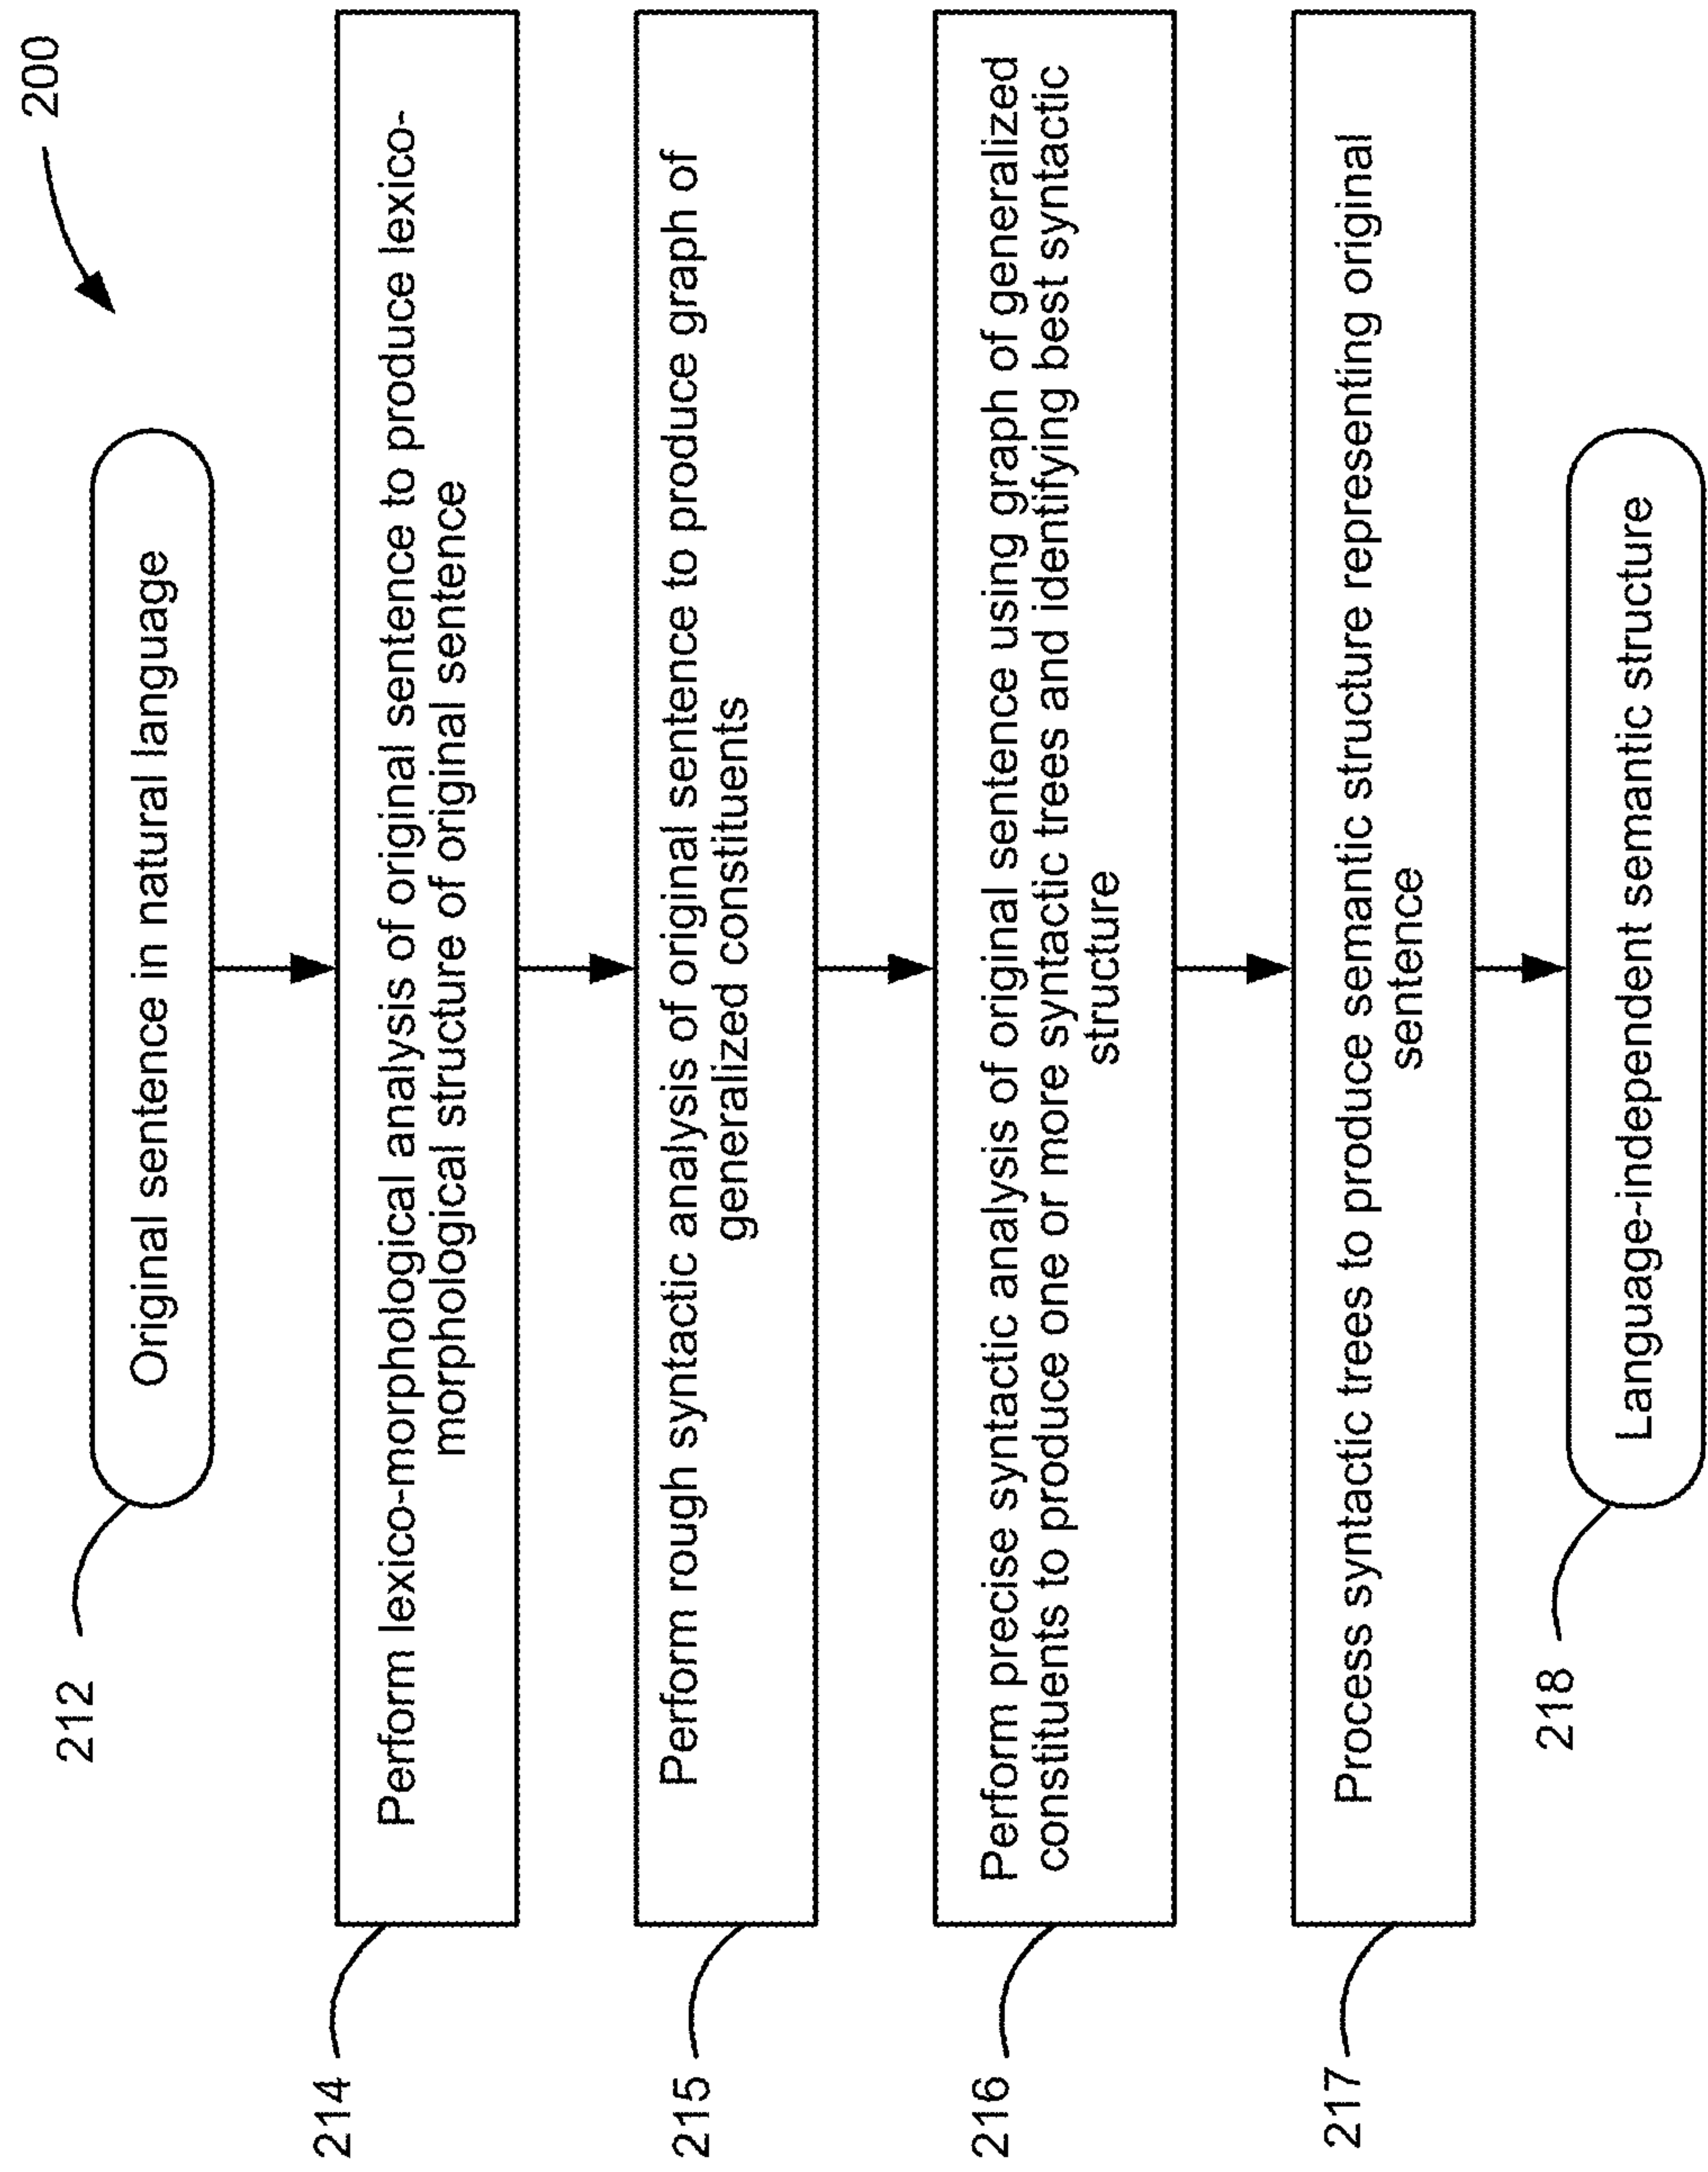 200
212
Original sentence in natural language
214
Perform lexico-morphological analysis of original sentence to produce lexico-
morphological structure of original sentence
215
Perform rough syntactic analysis of original sentence to produce graph of
generalized constituents
216
Perform precise syntactic analysis of original sentence using graph of generalized
constituents to produce one or more syntactic trees and identifying best syntactic
structure
217
Process syntactic trees to produce semantic structure representing original
sentence
218
Language-independent semantic structure